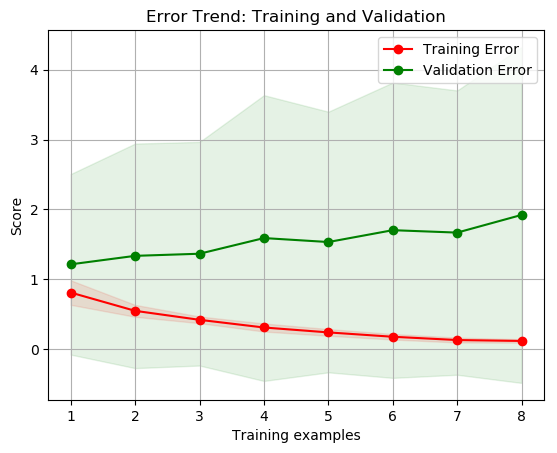 Error Trend: Training and Validation
Training Error
Validation Error
Score
4
3
2
1
0
1 2 3 4 5 6 7 8
Training examples